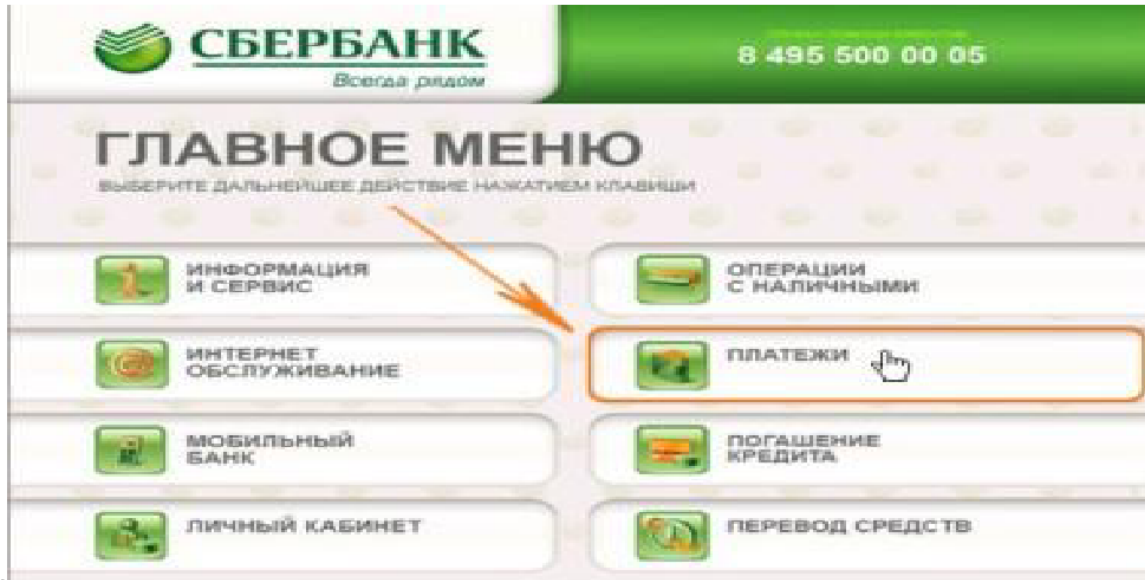 СБЕРБАНК
Всегда рядом
8 495 500 00 05
ГЛАВНОЕ МЕНЮ
ВЫБЕРИТЕ ДАЛЬНЕЙШЕЕ ДЕЙСТВИЕ НАЖАТИЕМ КЛАВИШИ
ИНФОРМАЦИЯ
И СЕРВИС
ОПЕРАЦИИ
С НАЛИЧНЫМИ
ИНТЕРНЕТ
ОБСЛУЖИВАНИЕ
ПЛАТЕЖИ
МОБИЛЬНЫЙ
БАНК
ПОГАШЕНИЕ
КРЕДИТА
ЛИЧНЫЙ КАБИНЕТ
ПЕРЕВОД СРЕДСТВ